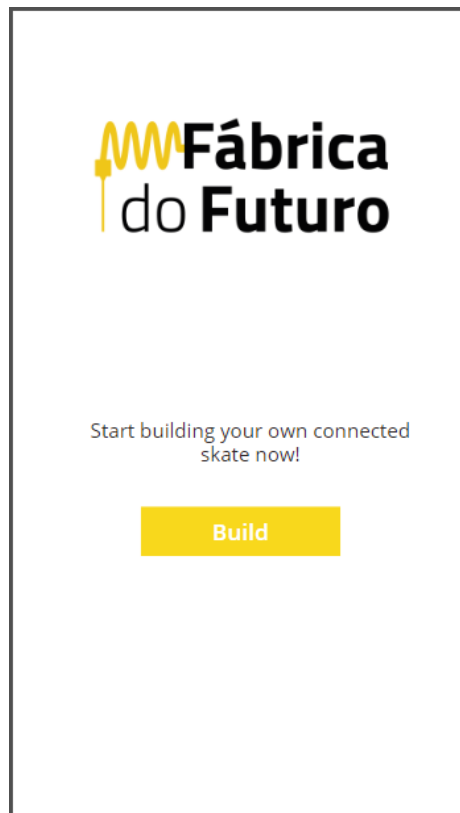 Fábrica
do Futuro
Start building your own connected
skate now!
Build